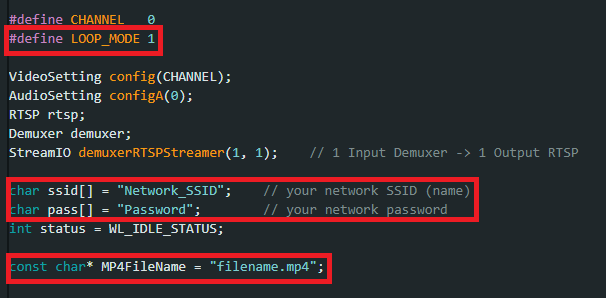 #define CHANNEL   0
#define LOOP_MODE 1
VideoSetting config(CHANNEL);
AudioSetting configA(0);
RTSP rtsp;
Demuxer demuxer;
StreamIO demuxerRTSPStreamer(1, 1);    // 1 Input Demuxer -> 1 Output RTSP
char ssid[] = "Network_SSID";    // your network SSID (name)
char pass[] = "Password";        // your network password
int status = WL_IDLE_STATUS;
const char* MP4FileName = "filename.mp4";